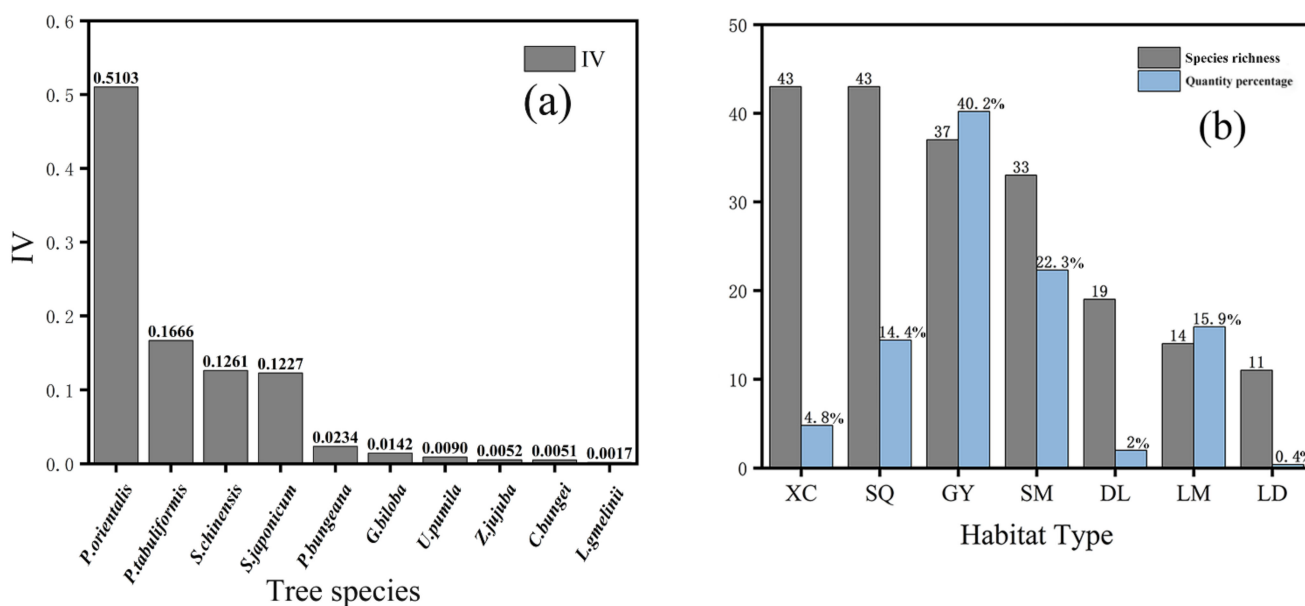 0.6
0.5
0.4
0.3
0.2
0.1
0.0
IV
IV
(a)
0.5103
0.1666
0.1261
0.1227
0.0234
0.0142
0.0090
0.0052
0.0051
0.0017
P.orientalis
P.tabuliformis
S.chinensis
S.japonicum
P.bungeana
G.biloba
U.pumila
Z.jujuba
C.bungei
L.gmelinii
Tree species
50
40
30
20
10
0
Species richness
Quantity percentage
(b)
43
4.8%
43
14.4%
37
40.2%
33
22.3%
19
2%
14
15.9%
11
0.4%
XC
SQ
GY
SM
DL
LM
LD
Habitat Type